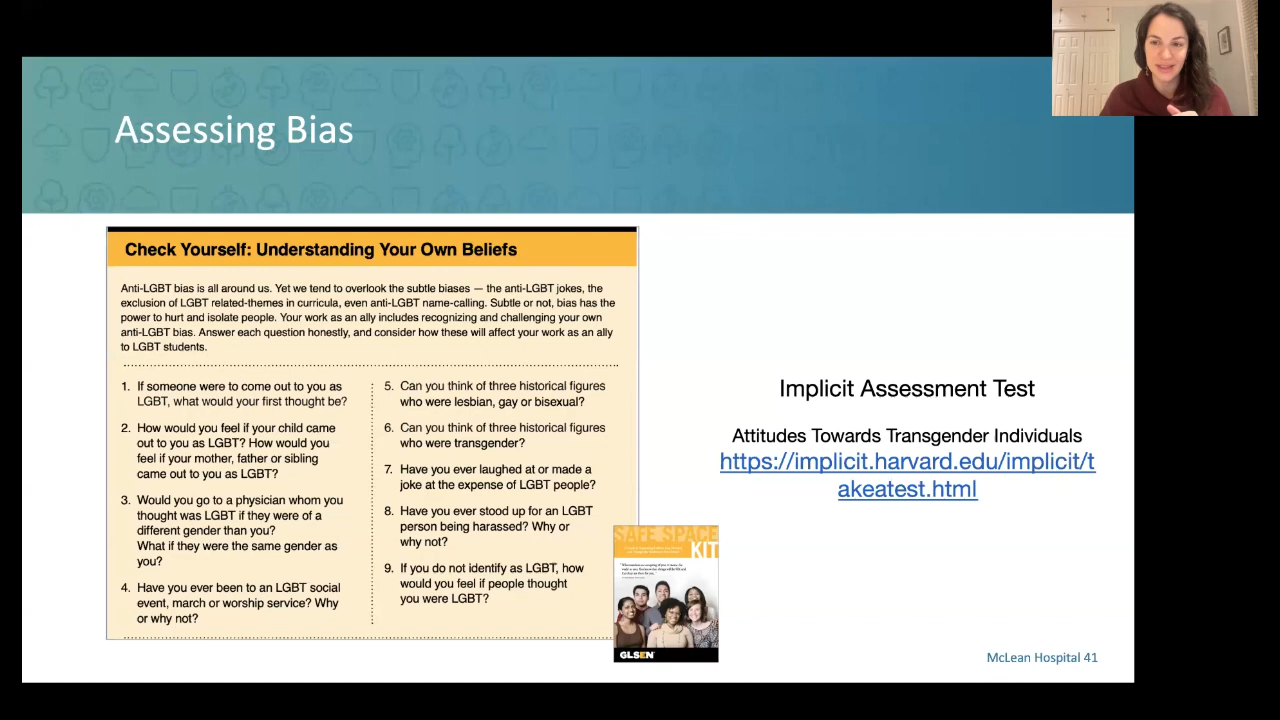 Assessing Bias
Check Yourself: Understanding Your Own Beliefs
Anti-LGBT bias is all around us. Yet we tend to overlook the subtle biases — the anti-LGBT jokes, the
exclusion of LGBT related-themes in curricula, even anti-LGBT name-calling. Subtle or not, bias has the
power to hurt and isolate people. Your work as an ally includes recognizing and challenging your own
anti-LGBT bias. Answer each question honestly, and consider how these will affect your work as an ally
to LGBT students.
1. If someone were to come out to you as
LGBT, what would your first thought be?
2. How would you feel if your child came
out to you as LGBT? How would you
feel if your mother, father or sibling
came out to you as LGBT?
3. Would you go to a physician whom you
thought was LGBT if they were of a
different gender than you?
What if they were the same gender as
you?
4. Have you ever been to an LGBT social
event, march or worship service? Why
or why not?
5. Can you think of three historical figures
who were lesbian, gay or bisexual?
6. Can you think of three historical figures
who were transgender?
7. Have you ever laughed at or made a
joke at the expense of LGBT people?
8. Have you ever stood up for an LGBT
person being harassed? Why or
why not?
9. If you do not identify as LGBT, how
would you feel if people thought
you were LGBT?
SAFE SPACE
KIT
GLSEN
Implicit Assessment Test
Attitudes Towards Transgender Individuals
https://implicit.harvard.edu/implicit/t
akeatest.html
McLean Hospital 41